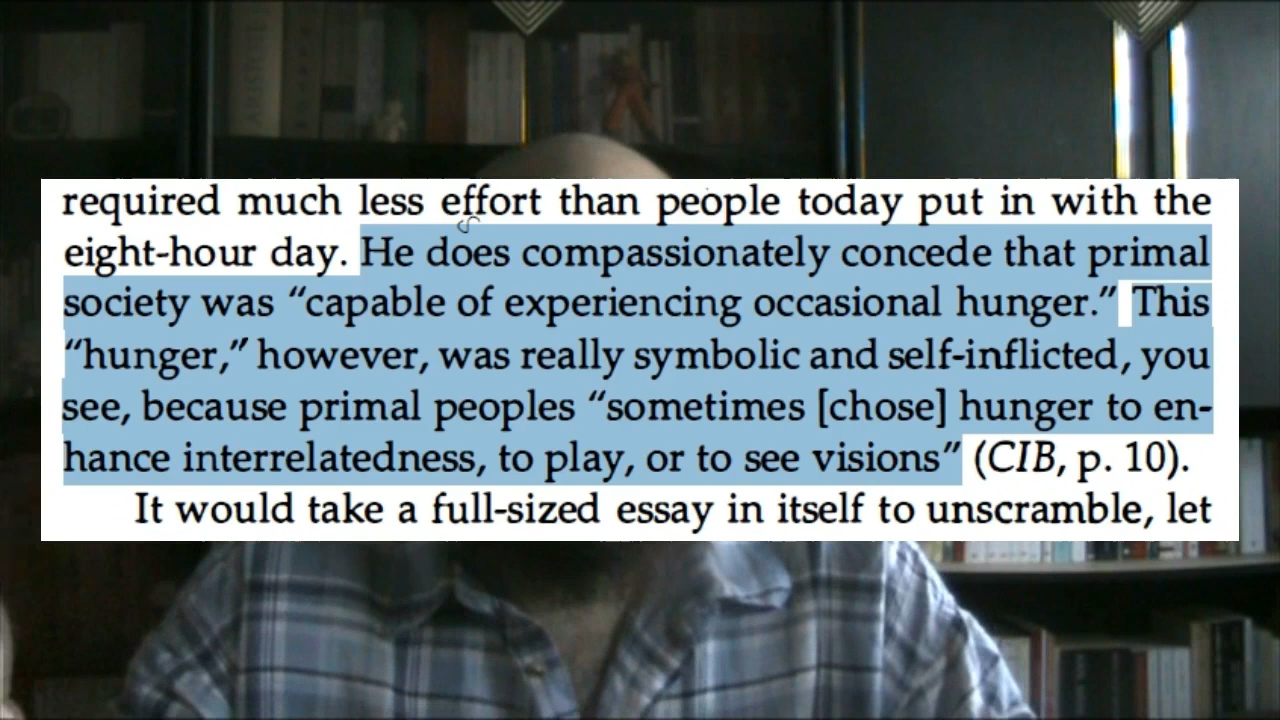 required much less effort than people today put in with the
eight-hour day. He does compassionately concede that primal
society was “capable of experiencing occasional hunger.” This
“hunger,” however, was really symbolic and self-inflicted, you
see, because primal peoples “sometimes [chose] hunger to en-
hance interrelatedness, to play, or to see visions” (CIB, p. 10).
It would take a full-sized essay in itself to unscramble, let